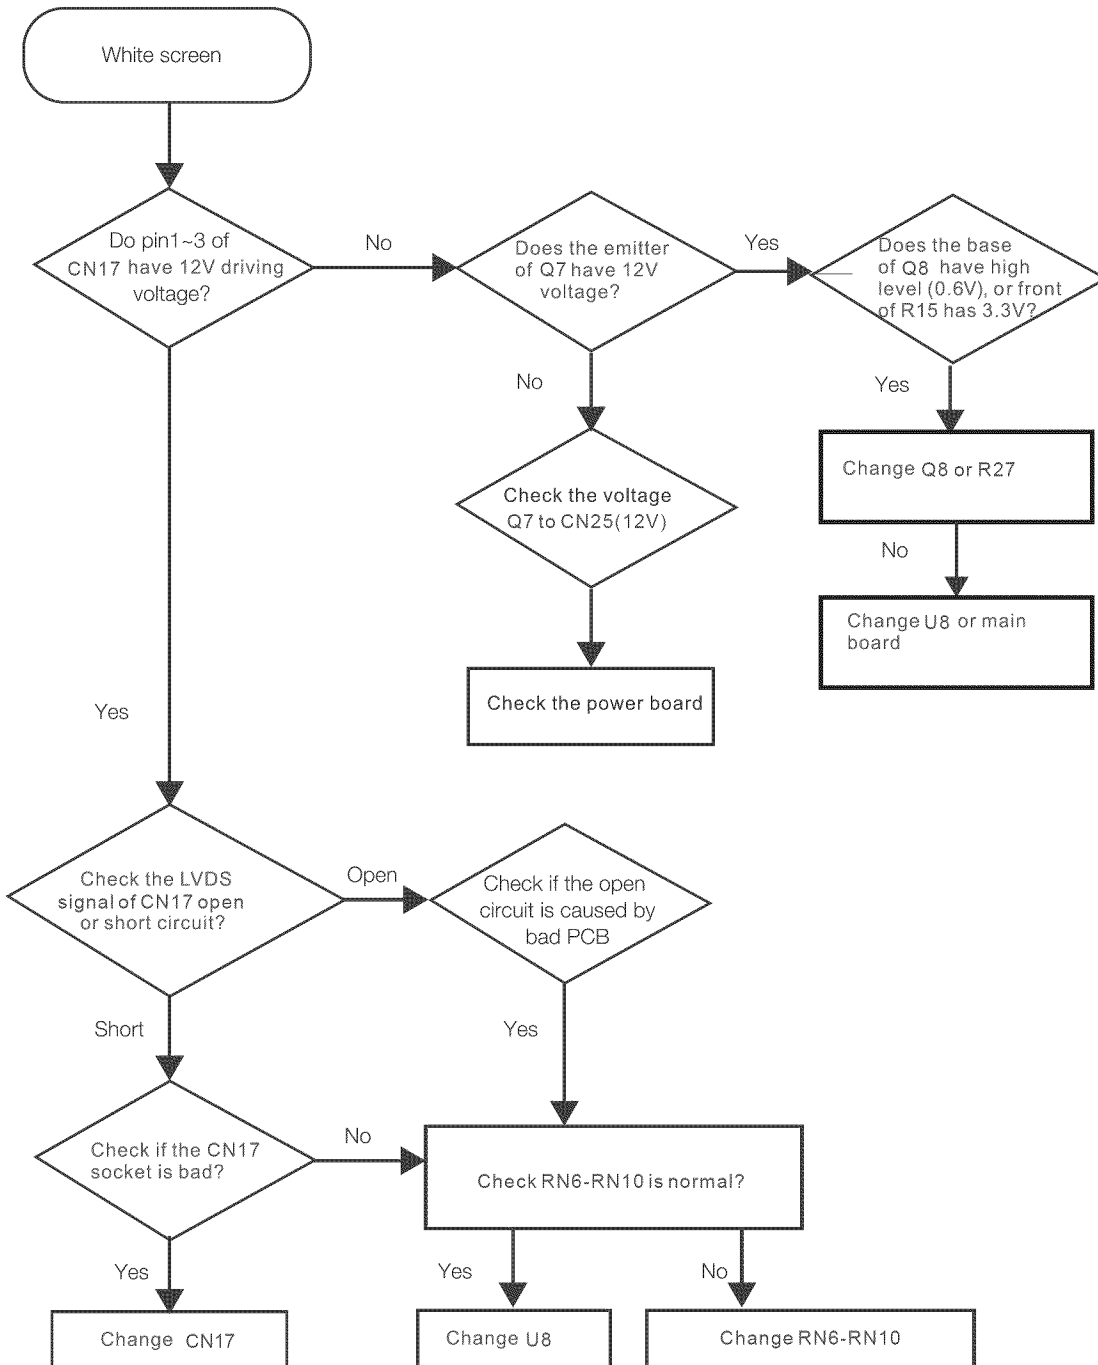 White screen
Do pin1~3 of
CN17 have 12V driving
voltage?
No
Does the emitter
of Q7 have 12V
voltage?
Yes
Does the base
of Q8 have high
level (0.6V), or front
of R15 has 3.3V?
No
Yes
Check the voltage
Q7 to CN25(12V)
Change Q8 or R27
No
Change U8 or main
board
Check the power board
Yes
Check the LVDS
signal of CN17 open
or short circuit?
Open
Check if the open
circuit is caused by
bad PCB
Short
Yes
Check if the CN17
socket is bad?
No
Check RN6-RN10 is normal?
Yes
Yes
No
Change CN17
Change U8
Change RN6-RN10